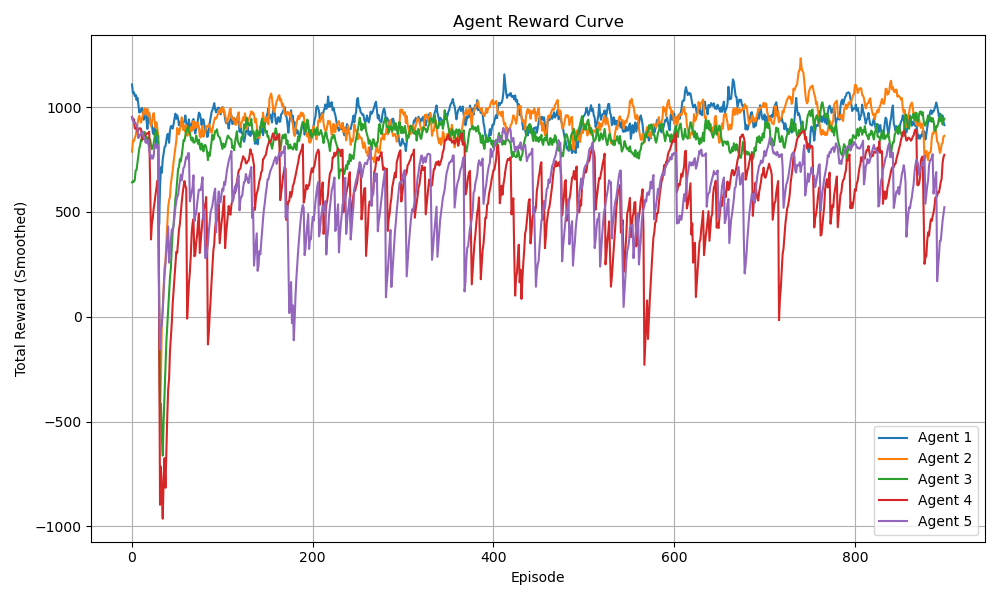 Agent Reward Curve
Total Reward (Smoothed)
1000
500
0
−500
−1000
0 200 400 600 800
Episode
Agent 1
Agent 2
Agent 3
Agent 4
Agent 5